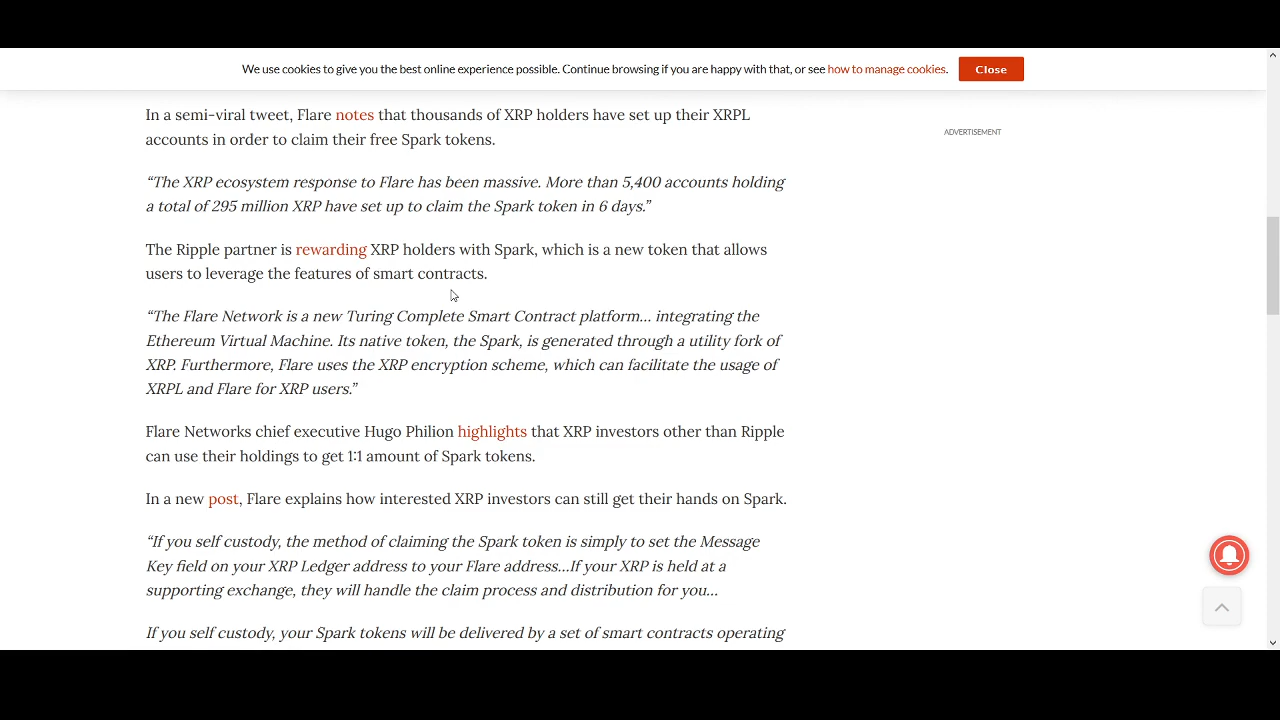 We use cookies to give you the best online experience possible. Continue browsing if you are happy with that, or see how to manage cookies. Close
In a semi-viral tweet, Flare notes that thousands of XRP holders have set up their XRPL
ADVERTISEMENT
accounts in order to claim their free Spark tokens.
“The XRP ecosystem response to Flare has been massive. More than 5,400 accounts holding
a total of 295 million XRP have set up to claim the Spark token in 6 days.”
The Ripple partner is rewarding XRP holders with Spark, which is a new token that allows
users to leverage the features of smart contracts.
“The Flare Network is a new Turing Complete Smart Contract platform… integrating the
Ethereum Virtual Machine. Its native token, the Spark, is generated through a utility fork of
XRP. Furthermore, Flare uses the XRP encryption scheme, which can facilitate the usage of
XRPL and Flare for XRP users.”
Flare Networks chief executive Hugo Philion highlights that XRP investors other than Ripple
can use their holdings to get 1:1 amount of Spark tokens.
In a new post, Flare explains how interested XRP investors can still get their hands on Spark.
“If you self custody, the method of claiming the Spark token is simply to set the Message
Key field on your XRP Ledger address to your Flare address…If your XRP is held at a
supporting exchange, they will handle the claim process and distribution for you…
If you self custody, your Spark tokens will be delivered by a set of smart contracts operating